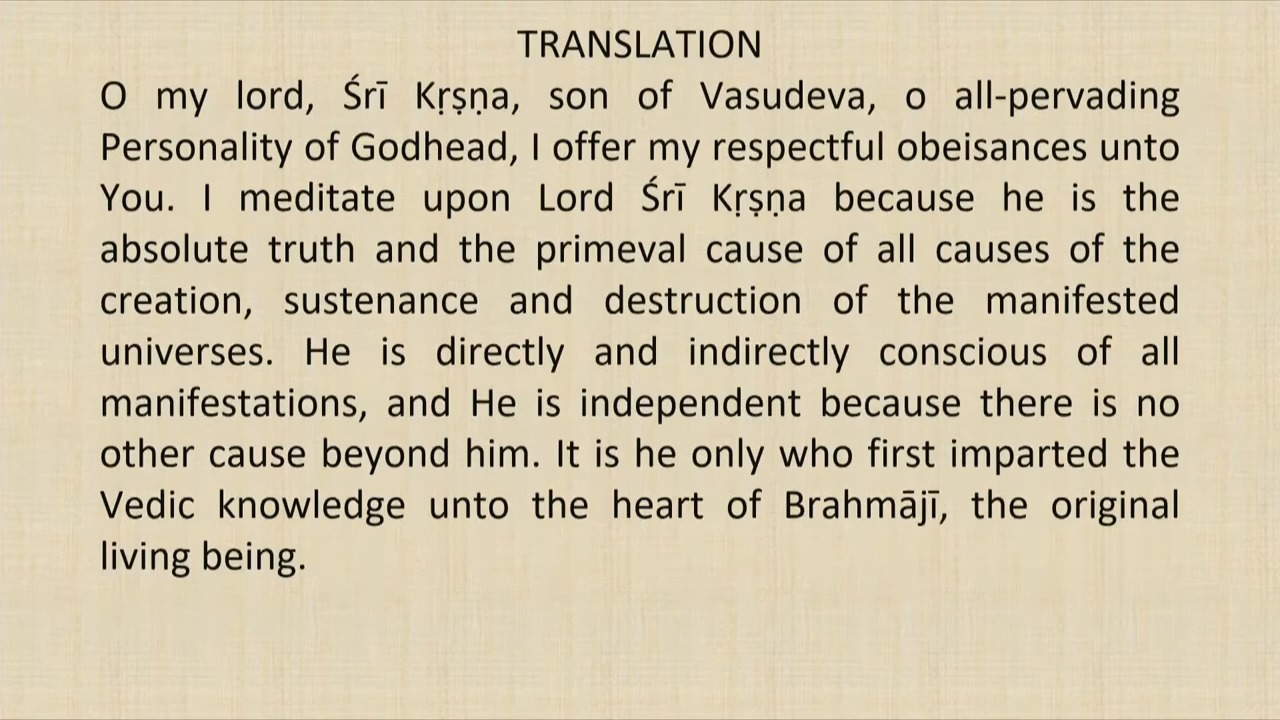 TRANSLATION
O my lord, Śrī Kṛṣṇa, son of Vasudeva, o all-pervading
Personality of Godhead, I offer my respectful obeisances unto
You. I meditate upon Lord Śrī Kṛṣṇa because he is the
absolute truth and the primeval cause of all causes of the
creation, sustenance and destruction of the manifested
universes. He is directly and indirectly conscious of all
manifestations, and He is independent because there is no
other cause beyond him. It is he only who first imparted the
Vedic knowledge unto the heart of Brahmājī, the original
living being.